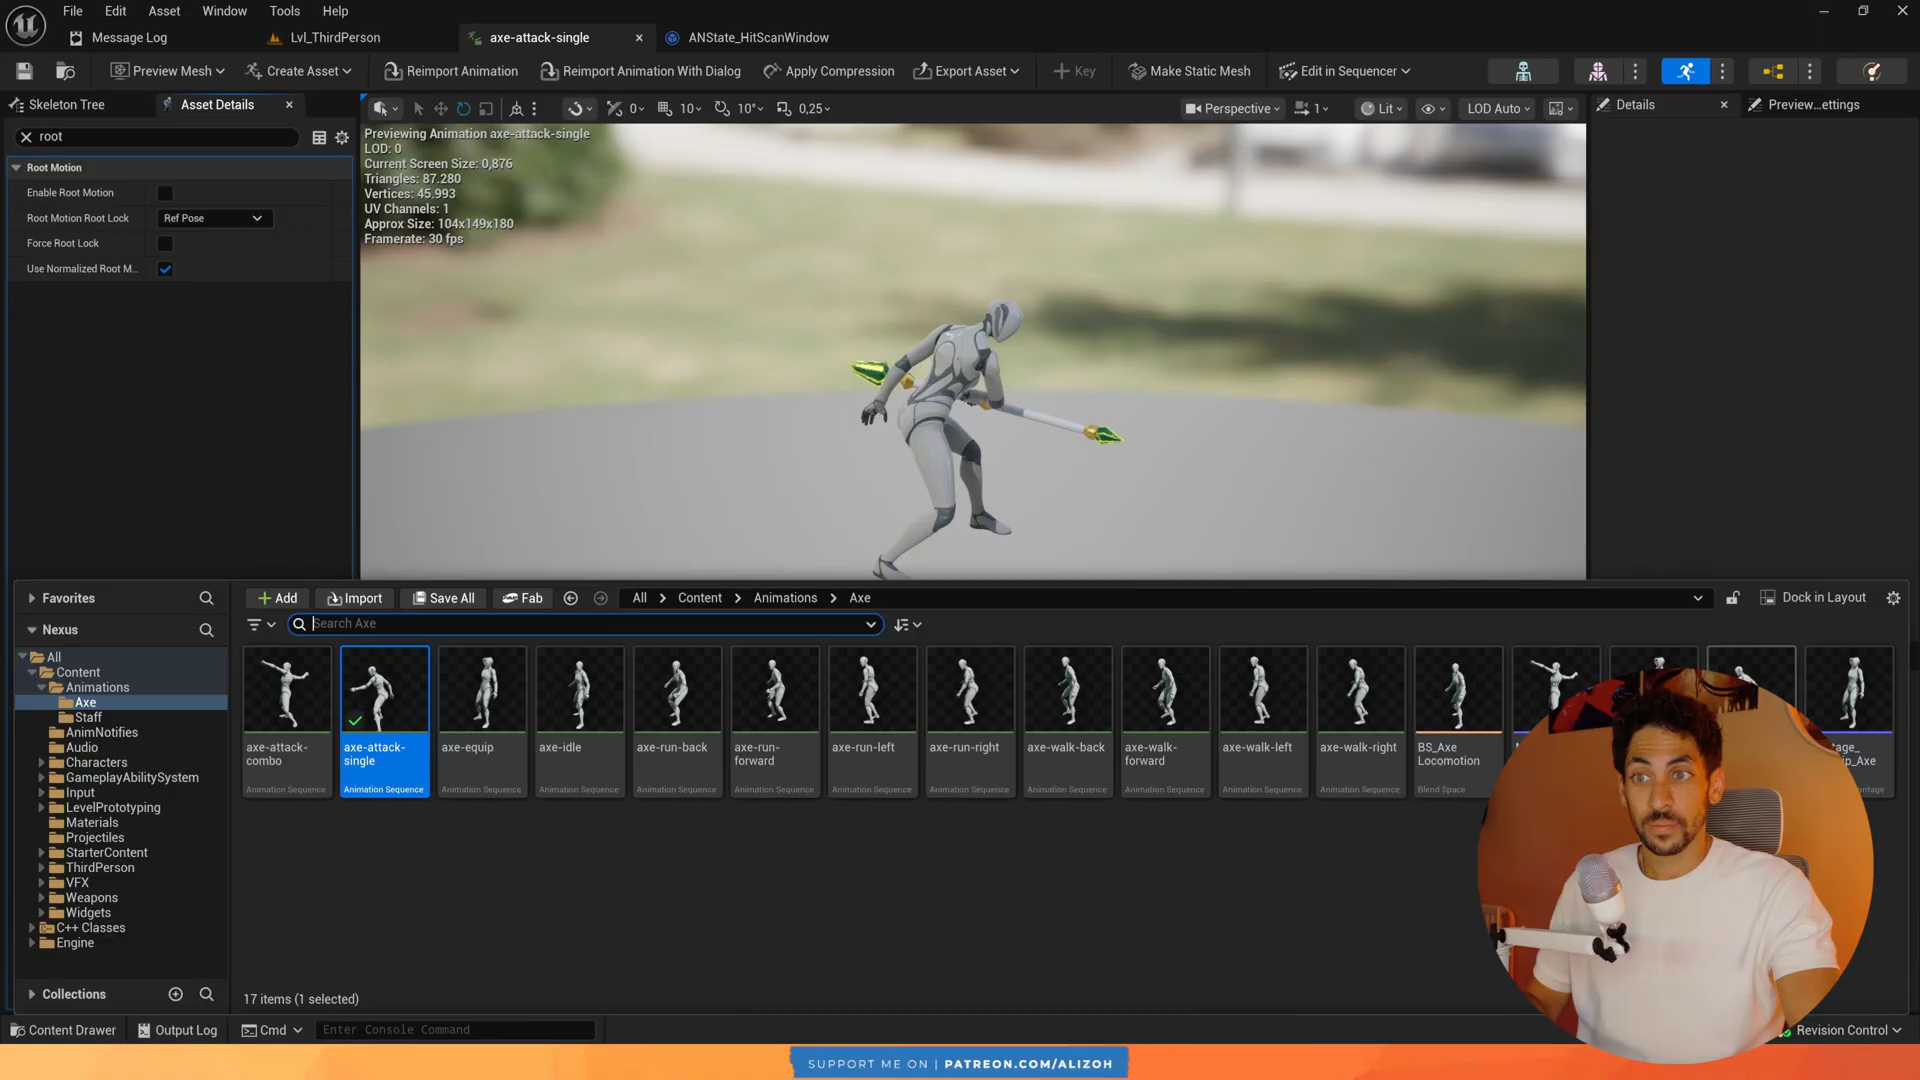 File Edit Asset Window Tools Help
Message Log
Lvl_ThirdPerson
axe-attack-single
ANState_HitScanWindow
Preview Mesh Create Asset Reimport Animation Reimport Animation With Dialog Apply Compression Export Asset Key Make Static Mesh Edit in Sequencer
Skeleton Tree
Asset Details
root
Root Motion
Enable Root Motion
Root Motion Root Lock Ref Pose
Force Root Lock
Use Normalized Root M...
0 10 10° 0,25
Perspective 1 Lit LOD Auto
Previewing Animation axe-attack-single
LOD: 0
Current Screen Size: 0,876
Triangles: 87.280
Vertices: 45.993
UV Channels: 1
Approx Size: 104x149x180
Framerate: 30 fps
Details
Preview...ettings
Favorites
Nexus
All
Content
Animations
Axe
Staff
AnimNotifies
Audio
Characters
GameplayAbilitySystem
Input
LevelPrototyping
Materials
Projectiles
StarterContent
ThirdPerson
VFX
Weapons
Widgets
C++ Classes
Engine
Collections
Add Import Save All Fab All Content Animations Axe
Dock in Layout
Search Axe
axe-attack-
combo
Animation Sequence
axe-attack-
single
Animation Sequence
axe-equip
Animation Sequence
axe-idle
Animation Sequence
axe-run-back
Animation Sequence
axe-run-
forward
Animation Sequence
axe-run-left
Animation Sequence
axe-run-right
Animation Sequence
axe-walk-back
Animation Sequence
axe-walk-
forward
Animation Sequence
axe-walk-left
Animation Sequence
axe-walk-right
Animation Sequence
BS_Axe
Locomotion
Blend Space
17 items (1 selected)
Content Drawer Output Log Cmd Enter Console Command
Revision Control
SUPPORT ME ON | PATREON.COM/ALIZOH